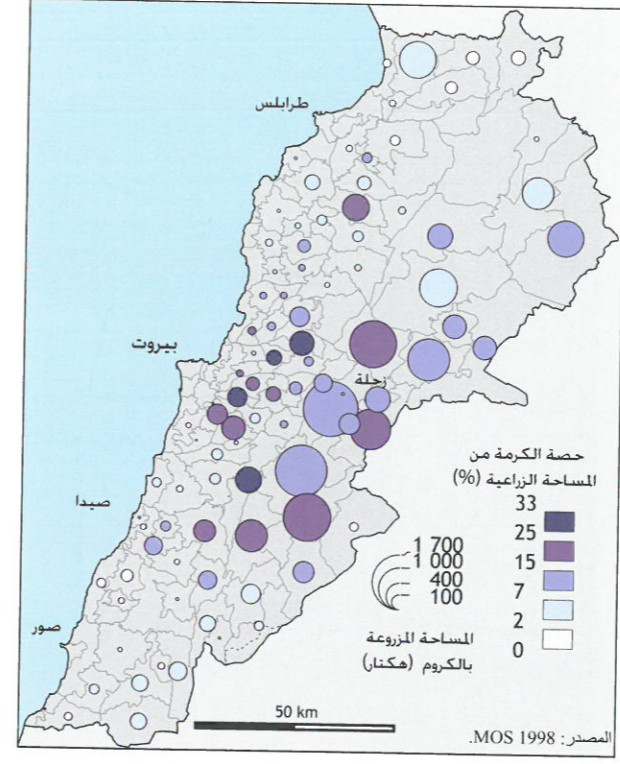 طرابلس
بيروت
زحلة
صيدا
صور
حصة الكرمة من
المساحة الزراعية (%)
33
25
15
7
2
0
1 700
1 000
400
100
المساحة المزروعة
بالكروم (هكتار)
50 km
المصدر: MOS 1998.